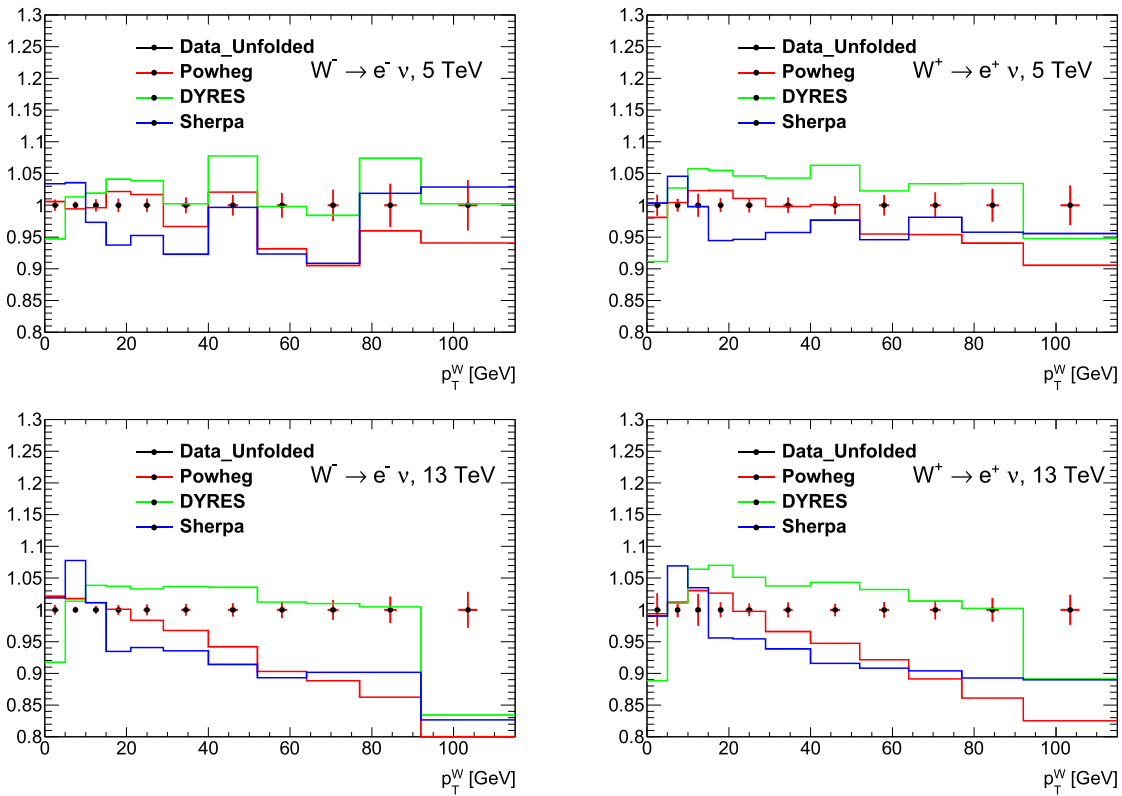 1.3
1.25
1.2
1.15
1.1
1.05
1
0.95
0.9
0.85
0.8
Data_Unfolded
Powheg
DYRES
Sherpa
W⁻ → e⁻ ν, 5 TeV
0 20 40 60 80 100
p_T^W [GeV]
1.3
1.25
1.2
1.15
1.1
1.05
1
0.95
0.9
0.85
0.8
Data_Unfolded
Powheg
DYRES
Sherpa
W⁺ → e⁺ ν, 5 TeV
0 20 40 60 80 100
p_T^W [GeV]
1.3
1.25
1.2
1.15
1.1
1.05
1
0.95
0.9
0.85
0.8
Data_Unfolded
Powheg
DYRES
Sherpa
W⁻ → e⁻ ν, 13 TeV
0 20 40 60 80 100
p_T^W [GeV]
1.3
1.25
1.2
1.15
1.1
1.05
1
0.95
0.9
0.85
0.8
Data_Unfolded
Powheg
DYRES
Sherpa
W⁺ → e⁺ ν, 13 TeV
0 20 40 60 80 100
p_T^W [GeV]